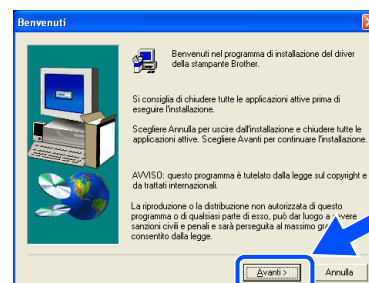 Benvenuti
Benvenuti nel programma di installazione del driver
della stampante Brother.
Si consiglia di chiudere tutte le applicazioni attive prima di
eseguire l'installazione.
Scegliere Annulla per uscire dall'installazione e chiudere tutte le
applicazioni attive. Scegliere Avanti per continuare l'installazione.
AVVISO: questo programma è tutelato dalla legge sul copyright e
da trattati internazionali.
La riproduzione o la distribuzione non autorizzata di questo
programma o di qualsiasi parte di esso, può dar luogo a
sanzioni civili e penali e sarà perseguita al massimo
consentito dalla legge.
Avanti >
Annulla